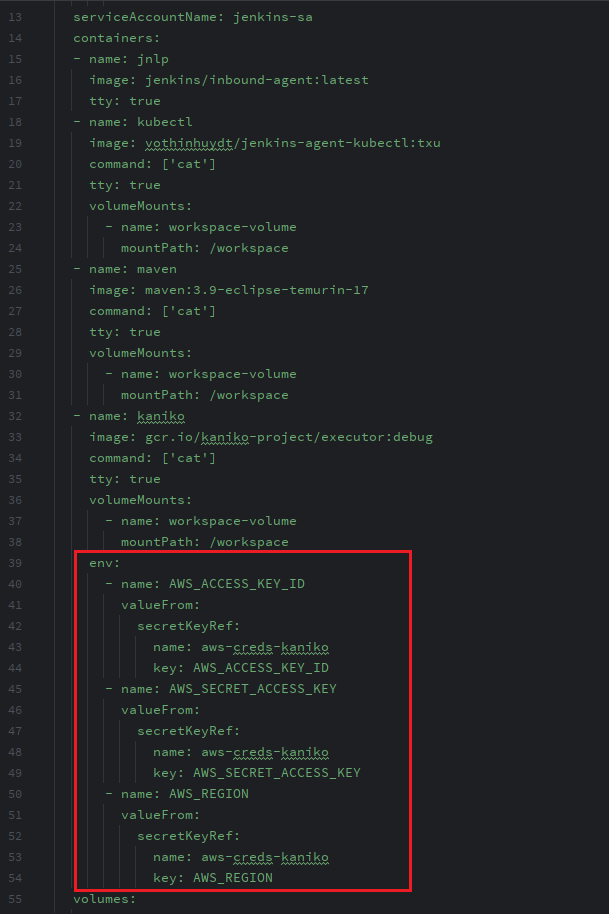 13 serviceAccountName: jenkins-sa
14 containers:
15 - name: jnlp
16 image: jenkins/inbound-agent:latest
17 tty: true
18 - name: kubectl
19 image: vothinhuydt/jenkins-agent-kubectl:txu
20 command: ['cat']
21 tty: true
22 volumeMounts:
23 - name: workspace-volume
24 mountPath: /workspace
25 - name: maven
26 image: maven:3.9-eclipse-temurin-17
27 command: ['cat']
28 tty: true
29 volumeMounts:
30 - name: workspace-volume
31 mountPath: /workspace
32 - name: kaniko
33 image: gcr.io/kaniko-project/executor:debug
34 command: ['cat']
35 tty: true
36 volumeMounts:
37 - name: workspace-volume
38 mountPath: /workspace
39 env:
40 - name: AWS_ACCESS_KEY_ID
41 valueFrom:
42 secretKeyRef:
43 name: aws-creds-kaniko
44 key: AWS_ACCESS_KEY_ID
45 - name: AWS_SECRET_ACCESS_KEY
46 valueFrom:
47 secretKeyRef:
48 name: aws-creds-kaniko
49 key: AWS_SECRET_ACCESS_KEY
50 - name: AWS_REGION
51 valueFrom:
52 secretKeyRef:
53 name: aws-creds-kaniko
54 key: AWS_REGION
55 volumes: